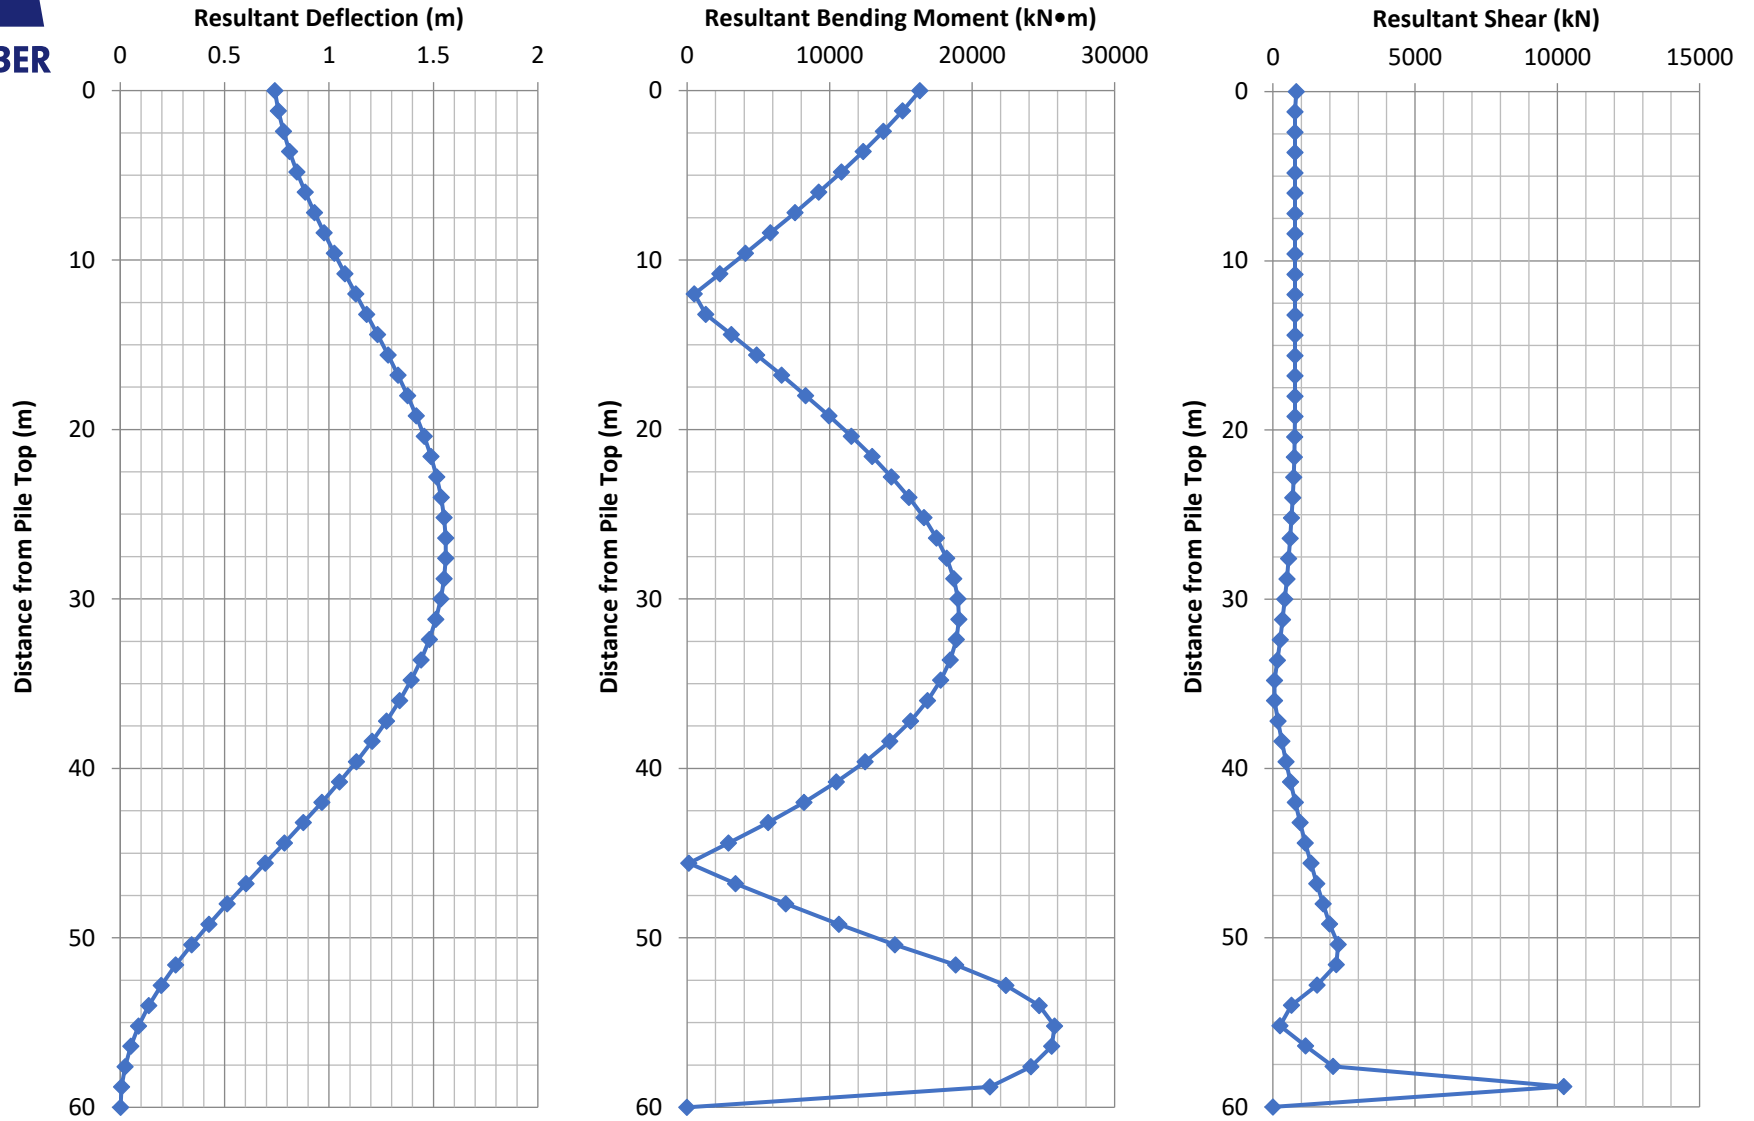 BER
Resultant Deflection (m)
0 0.5 1 1.5 2
0
10
20
30
40
50
60
Distance from Pile Top (m)
Resultant Bending Moment (kN•m)
0 10000 20000 30000
0
10
20
30
40
50
60
Distance from Pile Top (m)
Resultant Shear (kN)
0 5000 10000 15000
0
10
20
30
40
50
60
Distance from Pile Top (m)